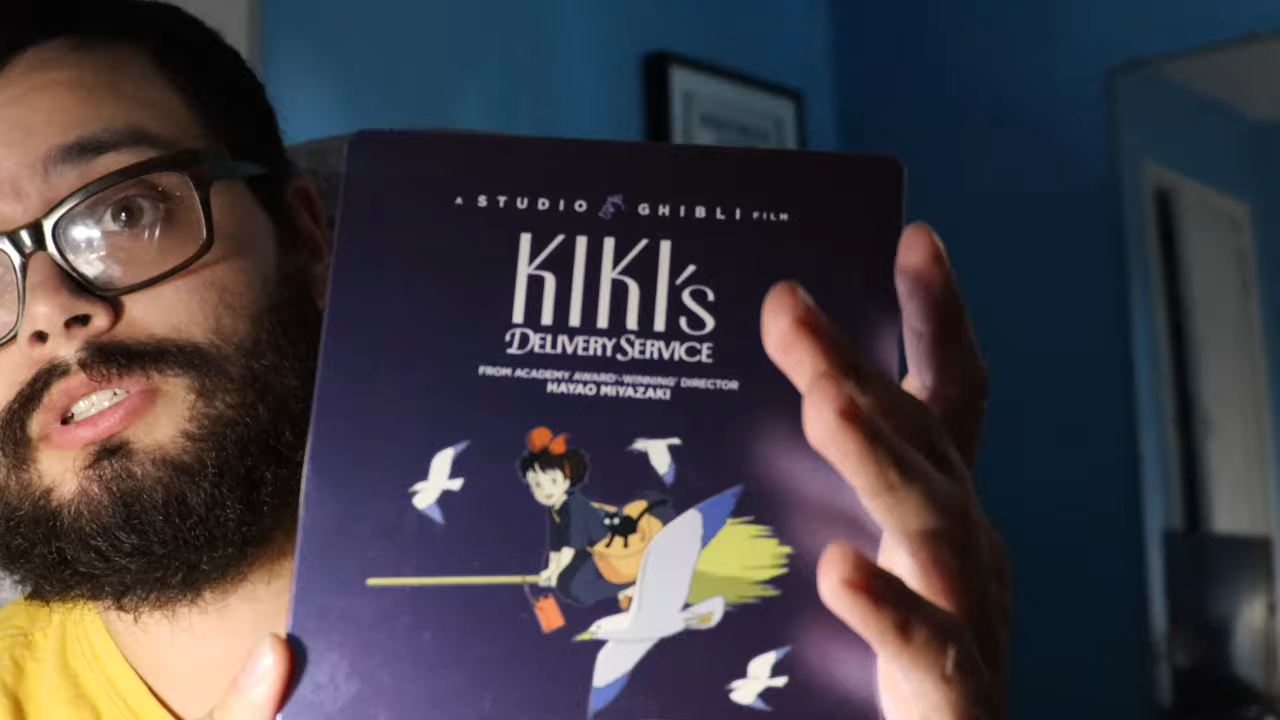 A STUDIO GHIBLI FILM
KIKI's
DELIVERY SERVICE
FROM ACADEMY AWARD®-WINNING DIRECTOR
HAYAO MIYAZAKI